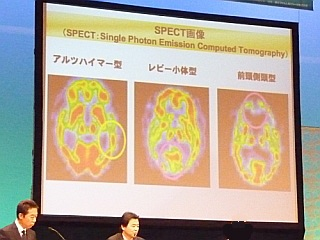 SPECT画像
（SPECT：Single Photon Emission Computed Tomography）
アルツハイマー型
レビー小体型
前頭側頭型